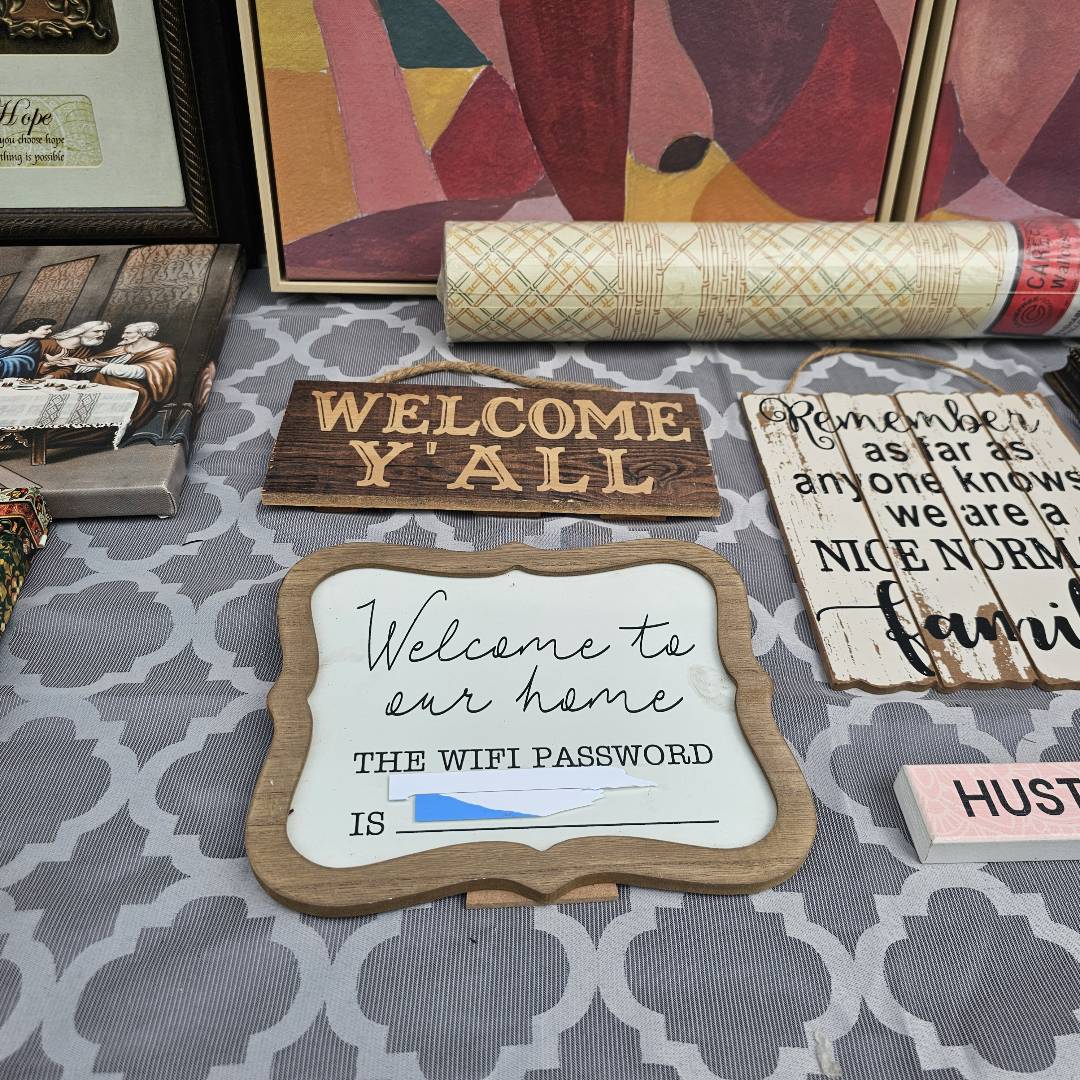 Hope
you choose hope
thing is possible
WELCOME
Y'ALL
Remember
as far as
anyone knows
we are a
NICE NORM
famil
Welcome to
our home
THE WIFI PASSWORD
IS
HUST